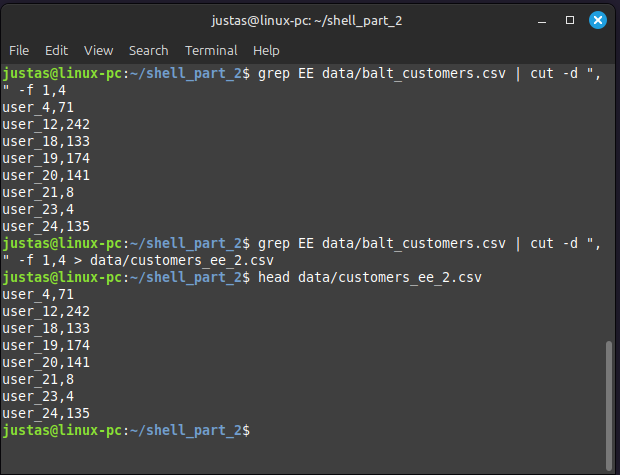 justas@linux-pc: ~/shell_part_2
File Edit View Search Terminal Help
justas@linux-pc:~/shell_part_2$ grep EE data/balt_customers.csv | cut -d ",
" -f 1,4
user_4,71
user_12,242
user_18,133
user_19,174
user_20,141
user_21,8
user_23,4
user_24,135
justas@linux-pc:~/shell_part_2$ grep EE data/balt_customers.csv | cut -d ",
" -f 1,4 > data/customers_ee_2.csv
justas@linux-pc:~/shell_part_2$ head data/customers_ee_2.csv
user_4,71
user_12,242
user_18,133
user_19,174
user_20,141
user_21,8
user_23,4
user_24,135
justas@linux-pc:~/shell_part_2$